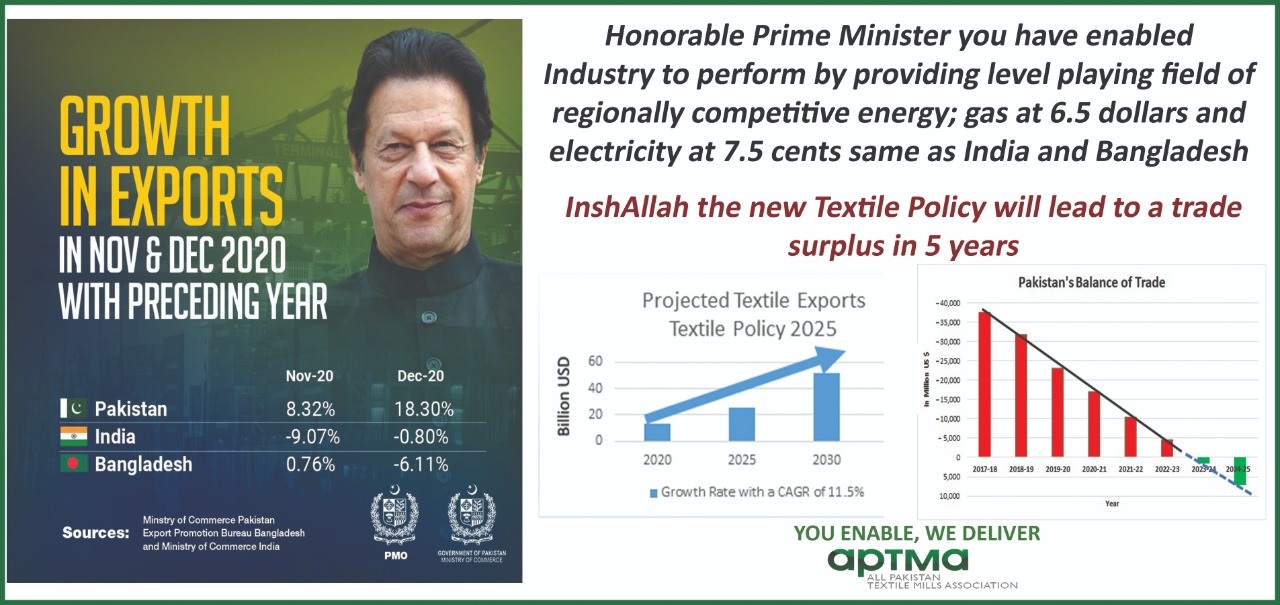 GROWTH
IN EXPORTS
IN NOV & DEC 2020
WITH PRECEDING YEAR
Nov-20 Dec-20
Pakistan 8.32% 18.30%
India -9.07% -0.80%
Bangladesh 0.76% -6.11%
Sources:
Minstry of Commerce Pakistan
Export Promotion Bureau Bangladesh
and Ministry of Commerce India
PMO
GOVERNMENT OF PAKISTAN
MINISTRY OF COMMERCE
TERMINAL
Honorable Prime Minister you have enabled
Industry to perform by providing level playing field of
regionally competitive energy; gas at 6.5 dollars and
electricity at 7.5 cents same as India and Bangladesh
InshAllah the new Textile Policy will lead to a trade
surplus in 5 years
Projected Textile Exports
Textile Policy 2025
Billion USD
60
40
20
0
2020 2025 2030
Growth Rate with a CAGR of 11.5%
Pakistan's Balance of Trade
In Million US $
-40,000
-35,000
-30,000
-25,000
-20,000
-15,000
-10,000
- 5,000
0
5,000
10,000
2017-18 2018-19 2019-20 2020-21 2021-22 2022-23 2023-24 2024-25
Year
YOU ENABLE, WE DELIVER
aPTMa
ALL PAKISTAN
TEXTILE MILLS ASSOCIATION